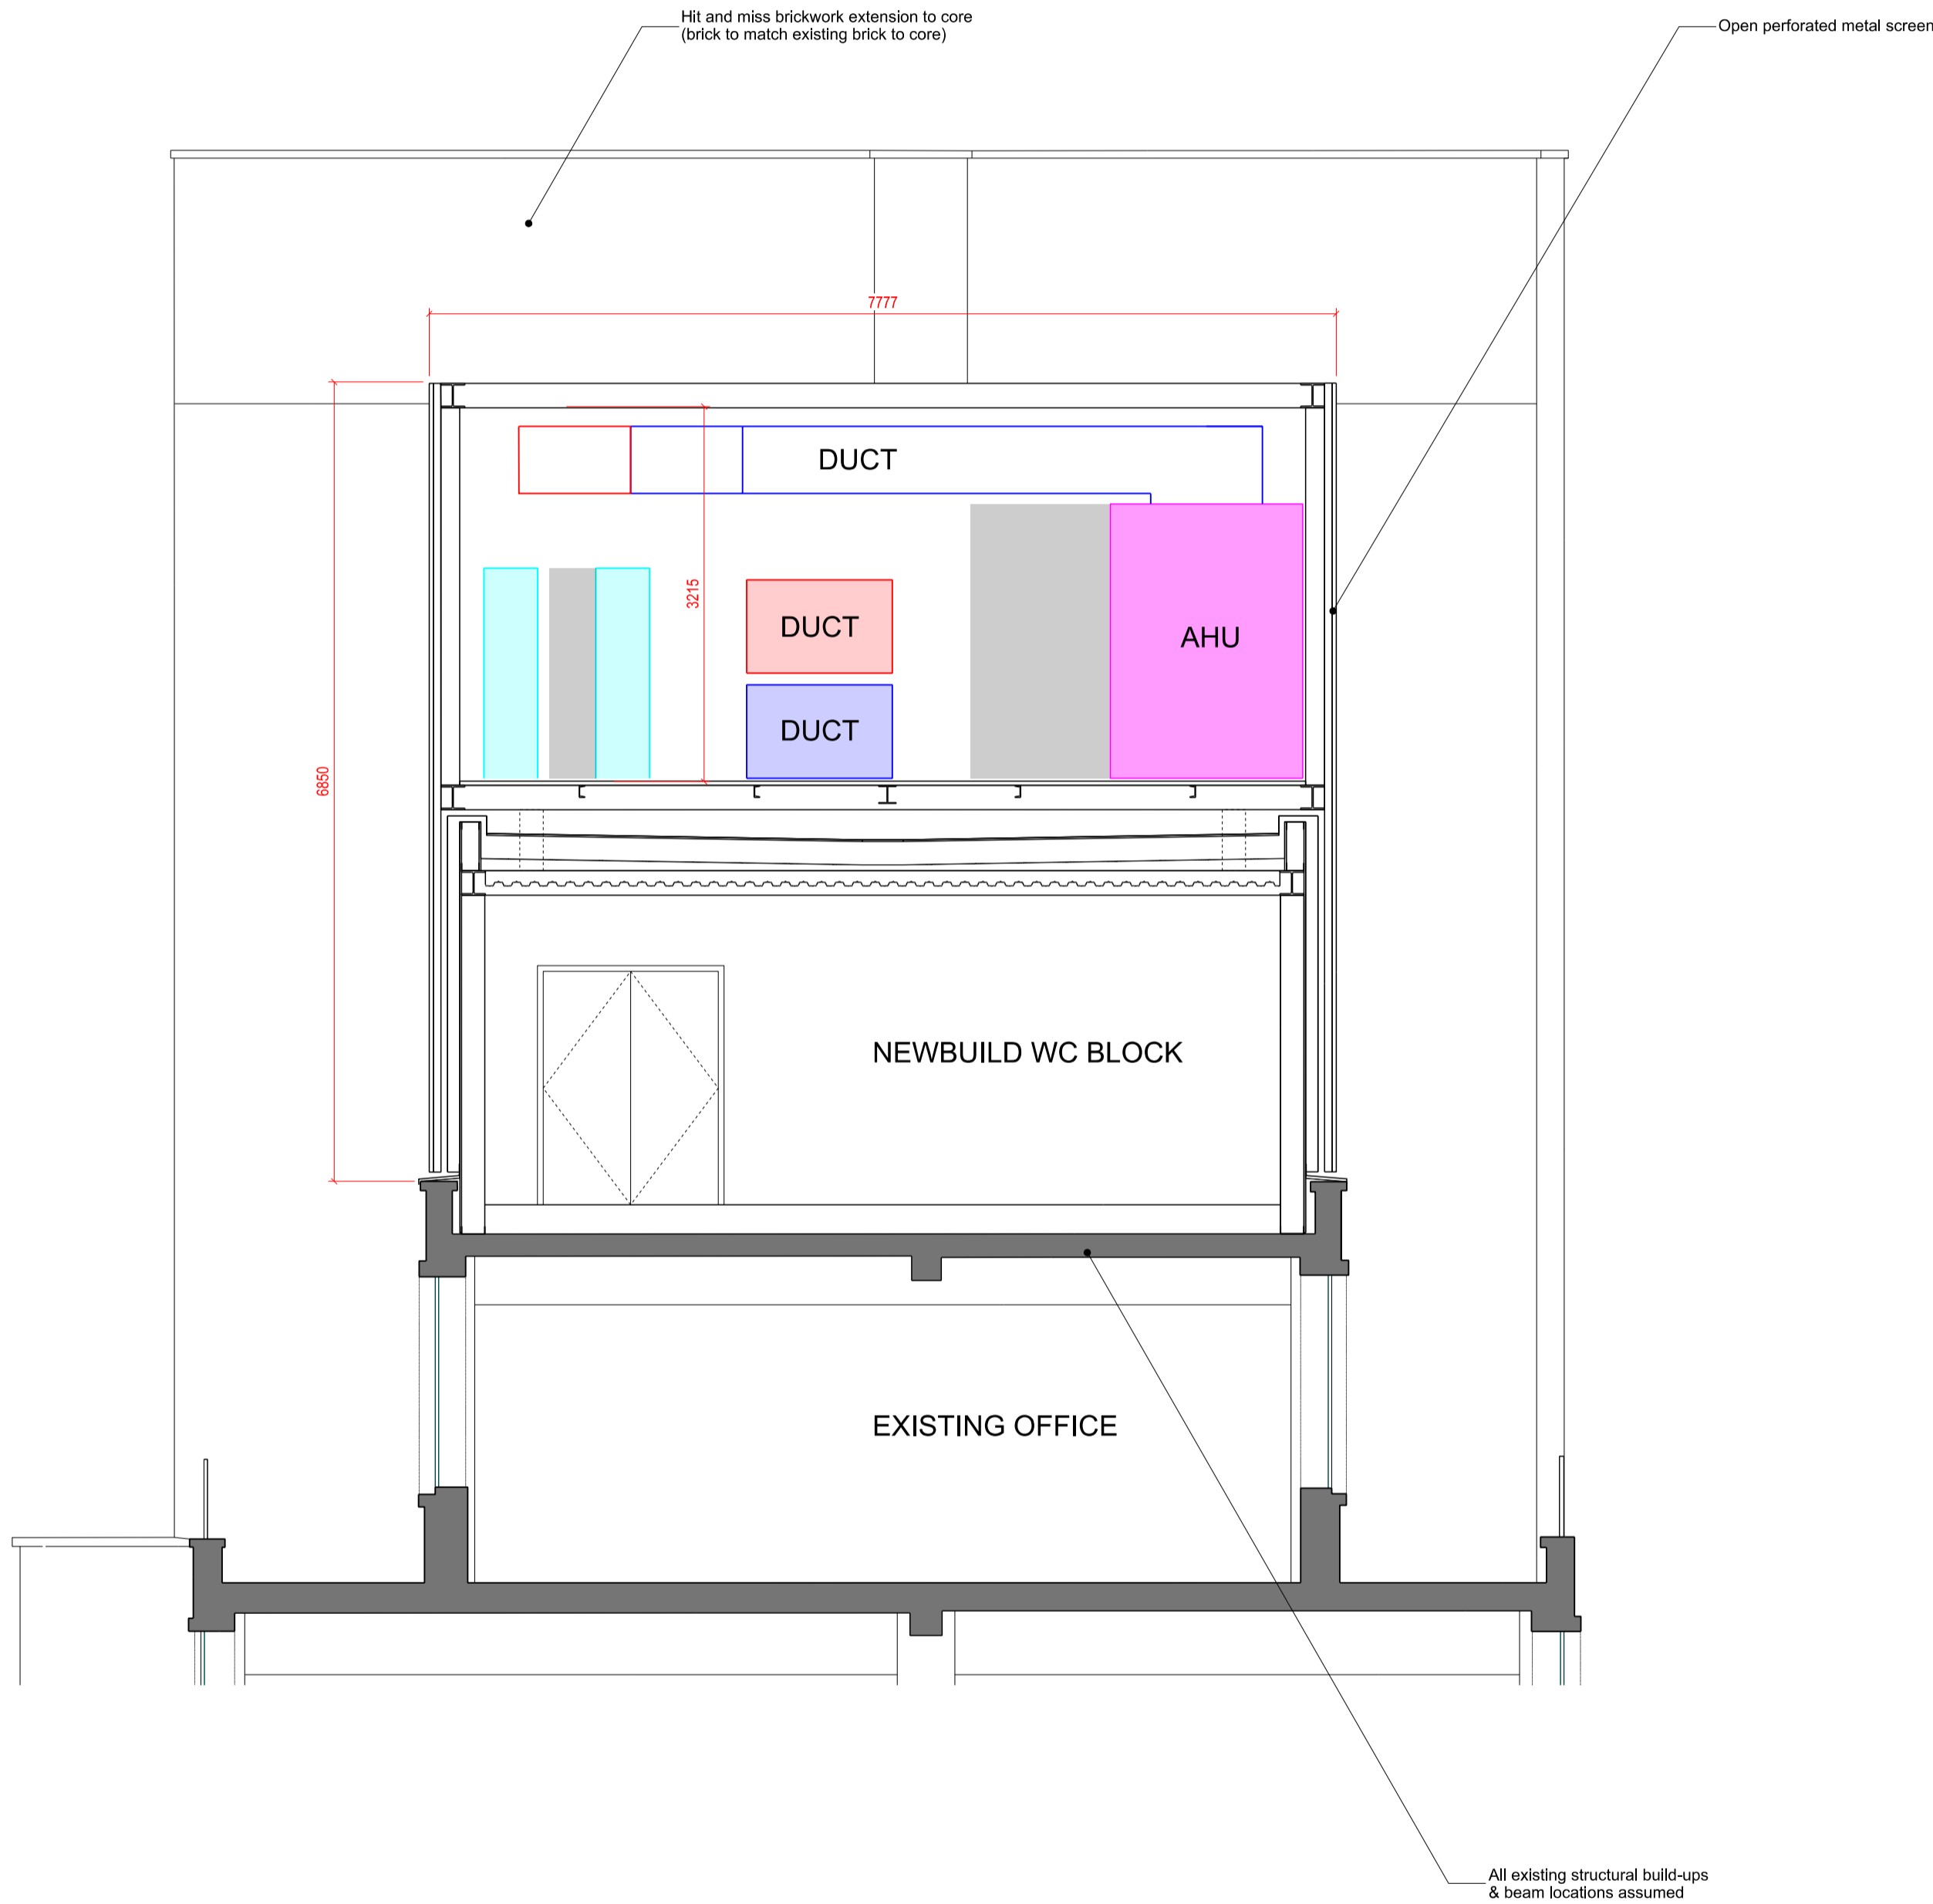 Hit and miss brickwork extension to core
(brick to match existing brick to core)
Open perforated metal screen
7777
DUCT
3215
DUCT
AHU
DUCT
6850
NEWBUILD WC BLOCK
EXISTING OFFICE
All existing structural build-ups
& beam locations assumed